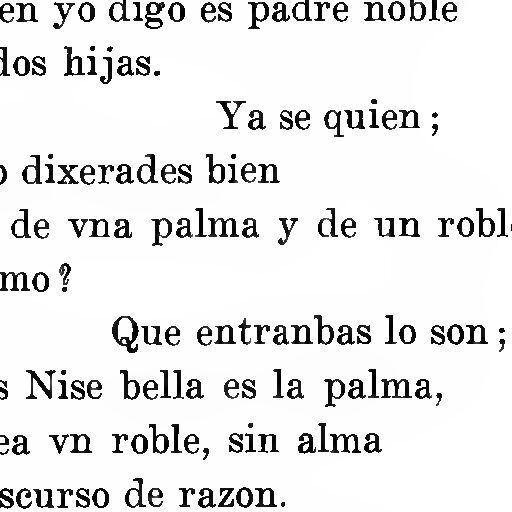 en yo digo es padre noble
dos hijas.
Ya se quien;
dixerades bien
de vna palma y de un
mo?
Que entranbas lo son;
s Nise bella es la palma,
ea vn roble, sin alma
scurso de razon.